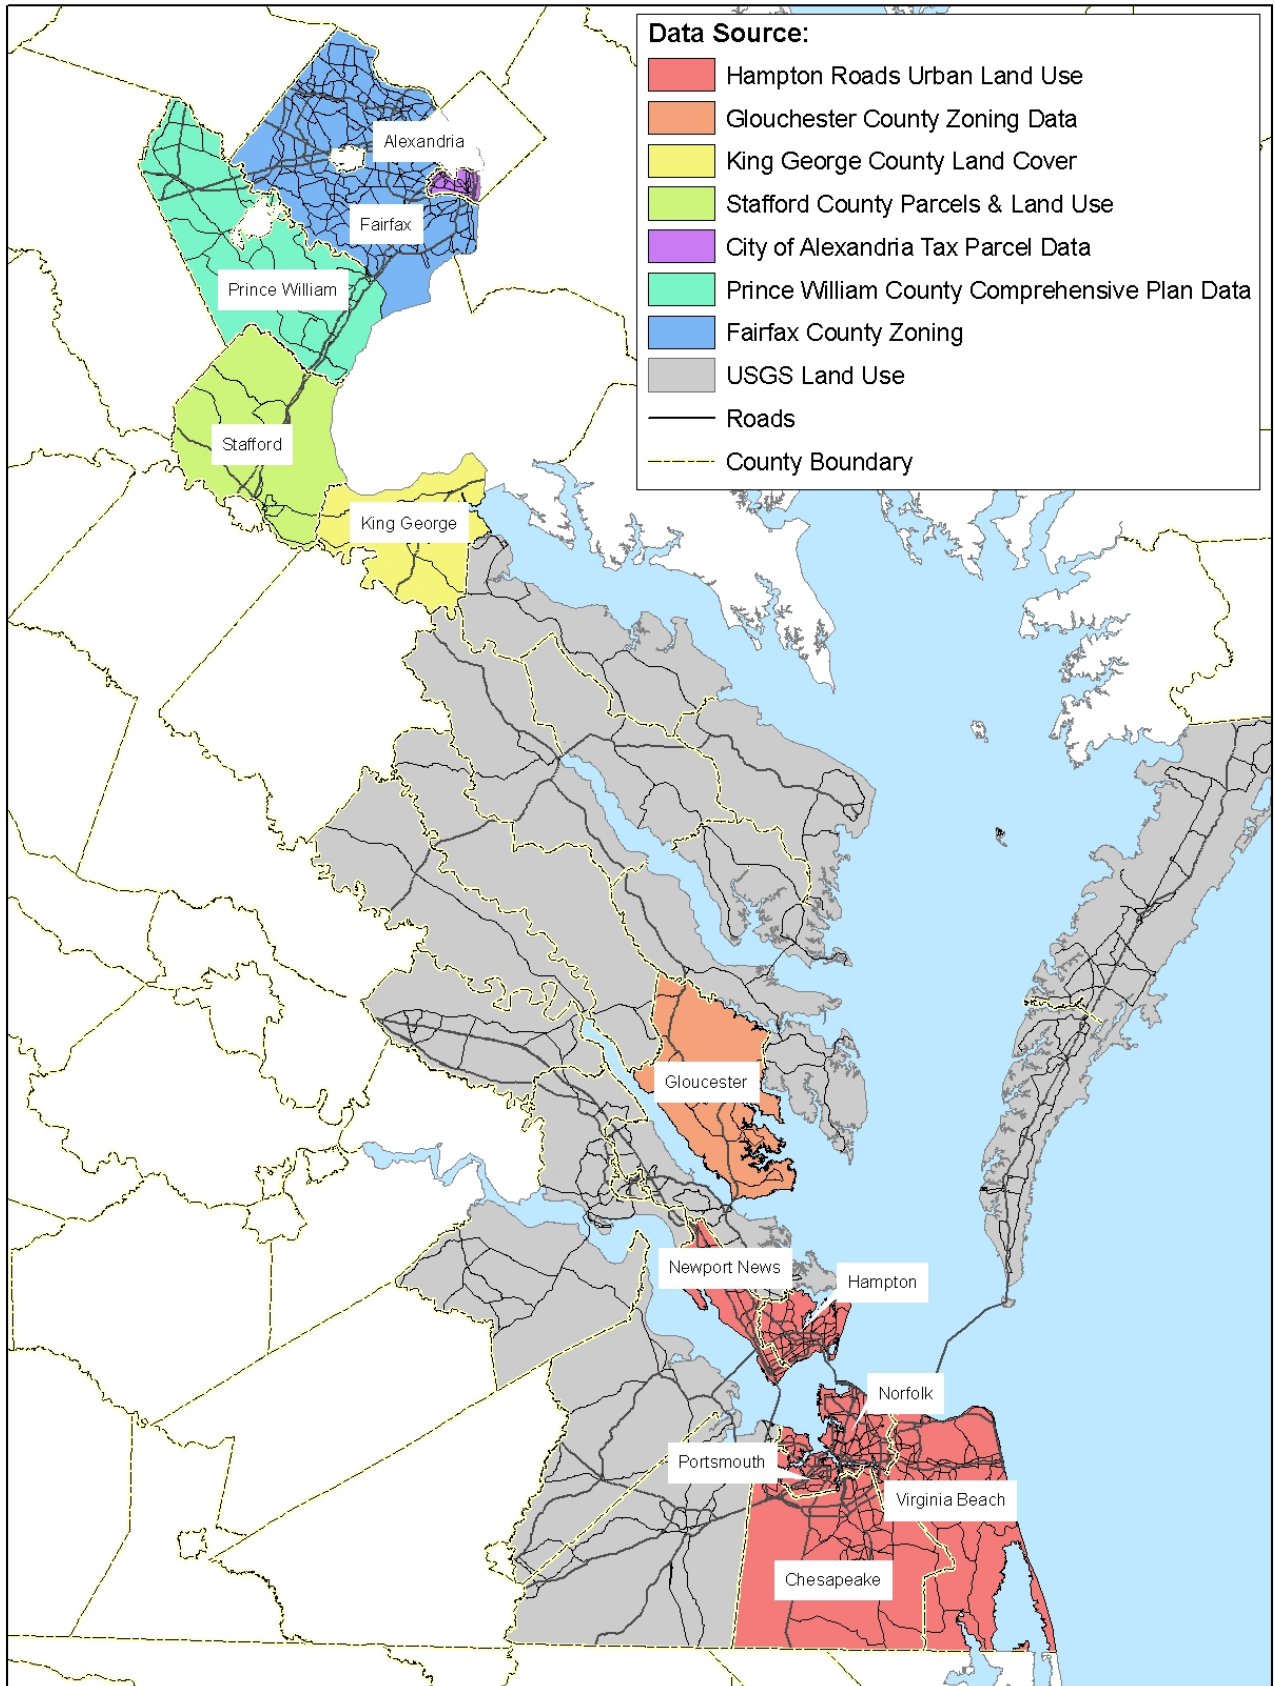 Data Source:
Hampton Roads Urban Land Use
Glouchester County Zoning Data
King George County Land Cover
Stafford County Parcels & Land Use
City of Alexandria Tax Parcel Data
Prince William County Comprehensive Plan Data
Fairfax County Zoning
USGS Land Use
Roads
County Boundary
Alexandria
Fairfax
Prince William
Stafford
King George
Gloucester
Newport News
Hampton
Norfolk
Portsmouth
Virginia Beach
Chesapeake